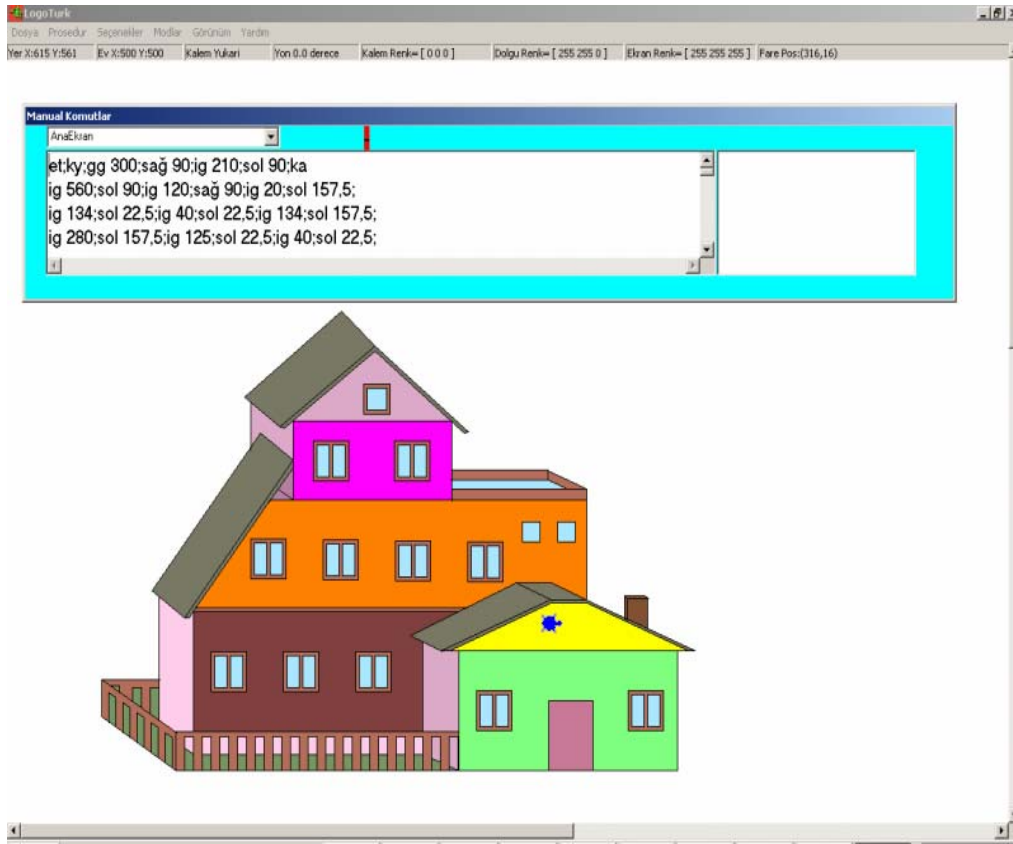 LogoTurk
Dosya Prosedur Seçenekler Modlar Görünüm Yardım
Yer X:615 Y:561 Ev X:500 Y:500 Kalem Yukari Yon 0.0 derece Kalem Renk= [ 0 0 0 ] Dolgu Renk= [ 255 255 0 ] Ekran Renk= [ 255 255 255 ] Fare Pos:(316,16)
Manual Komutlar
AnaEkran
et;ky;gg 300;sağ 90;ig 210;sol 90;ka
ig 560;sol 90;ig 120;sağ 90;ig 20;sol 157,5;
ig 134;sol 22,5;ig 40;sol 22,5;ig 134;sol 157,5;
ig 280;sol 157,5;ig 125;sol 22,5;ig 40;sol 22,5;